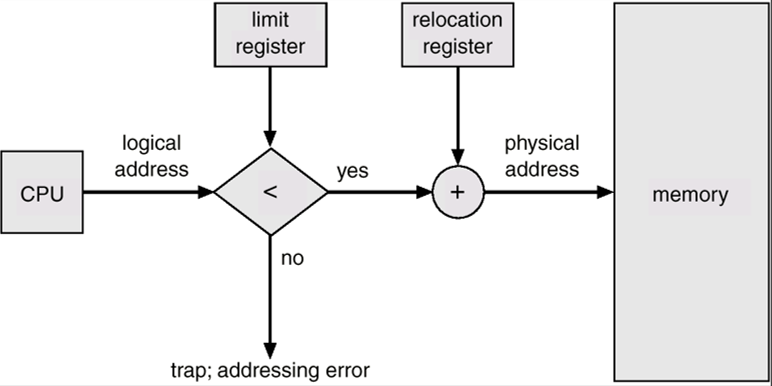 limit
register
relocation
register
logical
address
physical
address
CPU
<
yes
+
memory
no
trap; addressing error